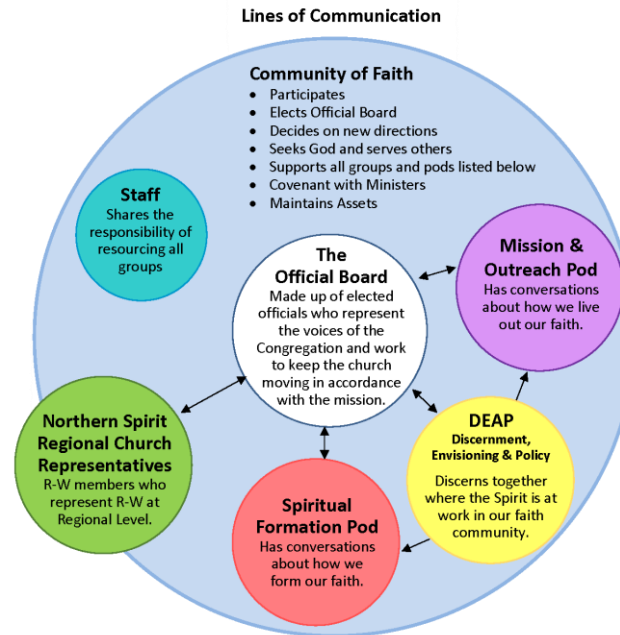 Lines of Communication
Community of Faith
• Participates
• Elects Official Board
• Decides on new directions
• Seeks God and serves others
• Supports all groups and pods listed below
• Covenant with Ministers
• Maintains Assets
Staff
Shares the
responsibility of
resourcing all
groups
The
Official Board
Made up of elected
officials who represent
the voices of the
Congregation and work
to keep the church
moving in accordance
with the mission.
Mission &
Outreach Pod
Has conversations
about how we live
out our faith.
Northern Spirit
Regional Church
Representatives
R-W members who
represent R-W at
Regional Level.
Spiritual
Formation Pod
Has conversations
about how we
form our faith.
DEAP
Discernment,
Envisioning & Policy
Discerns together
where the Spirit is at
work in our faith
community.